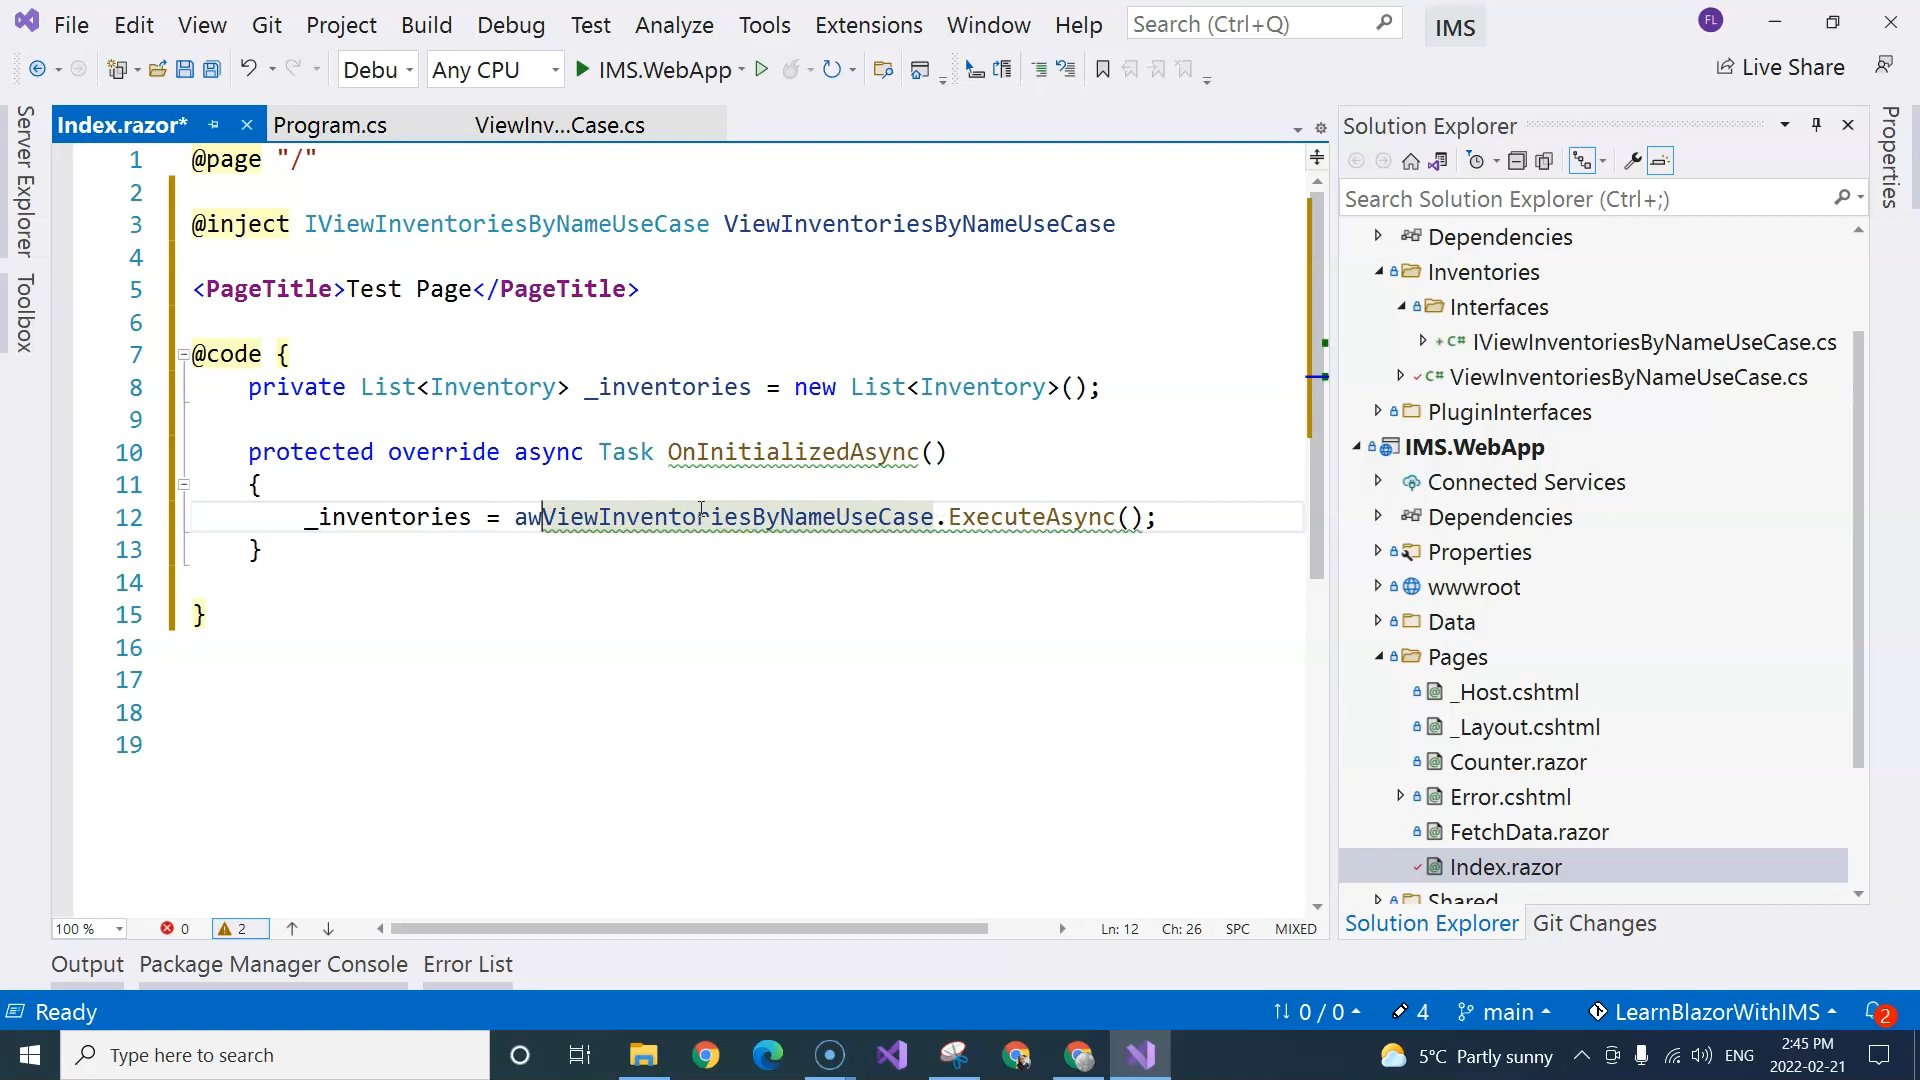 File Edit View Git Project Build Debug Test Analyze Tools Extensions Window Help Search (Ctrl+Q) IMS FL
Debu Any CPU IMS.WebApp Live Share
Server Explorer
Toolbox
Index.razor* Program.cs ViewInv...Case.cs
1 @page "/"
2
3 @inject IViewInventoriesByNameUseCase ViewInventoriesByNameUseCase
4
5 <PageTitle>Test Page</PageTitle>
6
7 @code {
8 private List<Inventory> _inventories = new List<Inventory>();
9
10 protected override async Task OnInitializedAsync()
11 {
12 _inventories = awViewInventoriesByNameUseCase.ExecuteAsync();
13 }
14
15 }
16
17
18
19
100 % 0 2 Ln: 12 Ch: 26 SPC MIXED
Solution Explorer
Search Solution Explorer (Ctrl+;)
Dependencies
Inventories
Interfaces
IViewInventoriesByNameUseCase.cs
ViewInventoriesByNameUseCase.cs
PluginInterfaces
IMS.WebApp
Connected Services
Dependencies
Properties
wwwroot
Data
Pages
_Host.cshtml
_Layout.cshtml
Counter.razor
Error.cshtml
FetchData.razor
Index.razor
Shared
Solution Explorer Git Changes
Properties
Output Package Manager Console Error List
Ready 0 / 0 4 main LearnBlazorWithIMS 2
Type here to search 5°C Partly sunny ENG 2:45 PM
2022-02-21